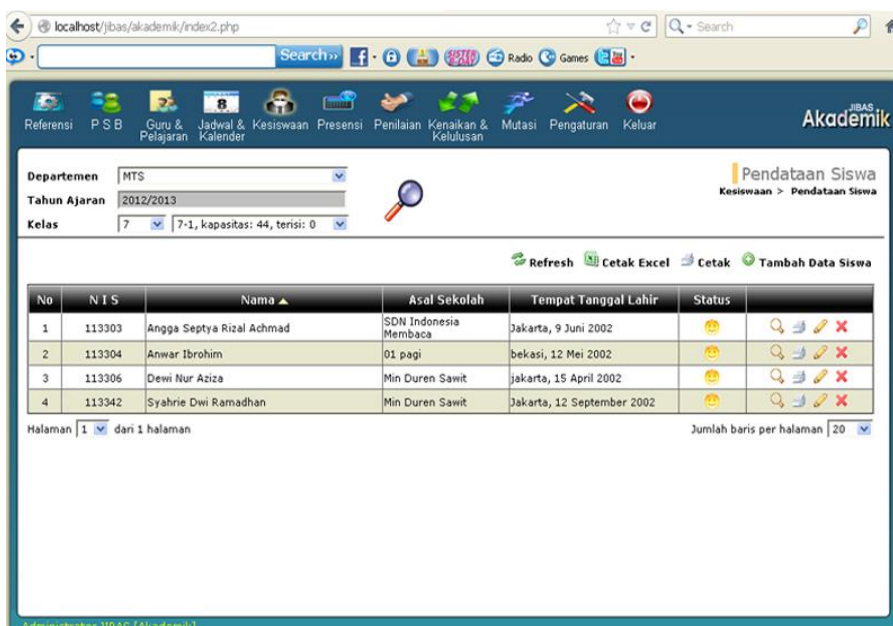 localhost/jibas/akademik/index2.php
Search
Search »
Radio Games
Referensi PSB Guru & Pelajaran Jadwal & Kalender Kesiswaan Presensi Penilaian Kenaikan & Kelulusan Mutasi Pengaturan Keluar
JIBAS Akademik
Departemen MTS
Pendataan Siswa
Tahun Ajaran 2012/2013
Kesiswaan > Pendataan Siswa
Kelas 7 7-1, kapasitas: 44, terisi: 0
Refresh Cetak Excel Cetak Tambah Data Siswa
No NIS Nama Asal Sekolah Tempat Tanggal Lahir Status
1 113303 Angga Septya Rizal Achmad SDN Indonesia Membaca Jakarta, 9 Juni 2002
2 113304 Anwar Ibrohim 01 pagi bekasi, 12 Mei 2002
3 113306 Dewi Nur Aziza Min Duren Sawit jakarta, 15 April 2002
4 113342 Syahrie Dwi Ramadhan Min Duren Sawit Jakarta, 12 September 2002
Halaman 1 dari 1 halaman
Jumlah baris per halaman 20
Administrator JIBAS [Akademik]